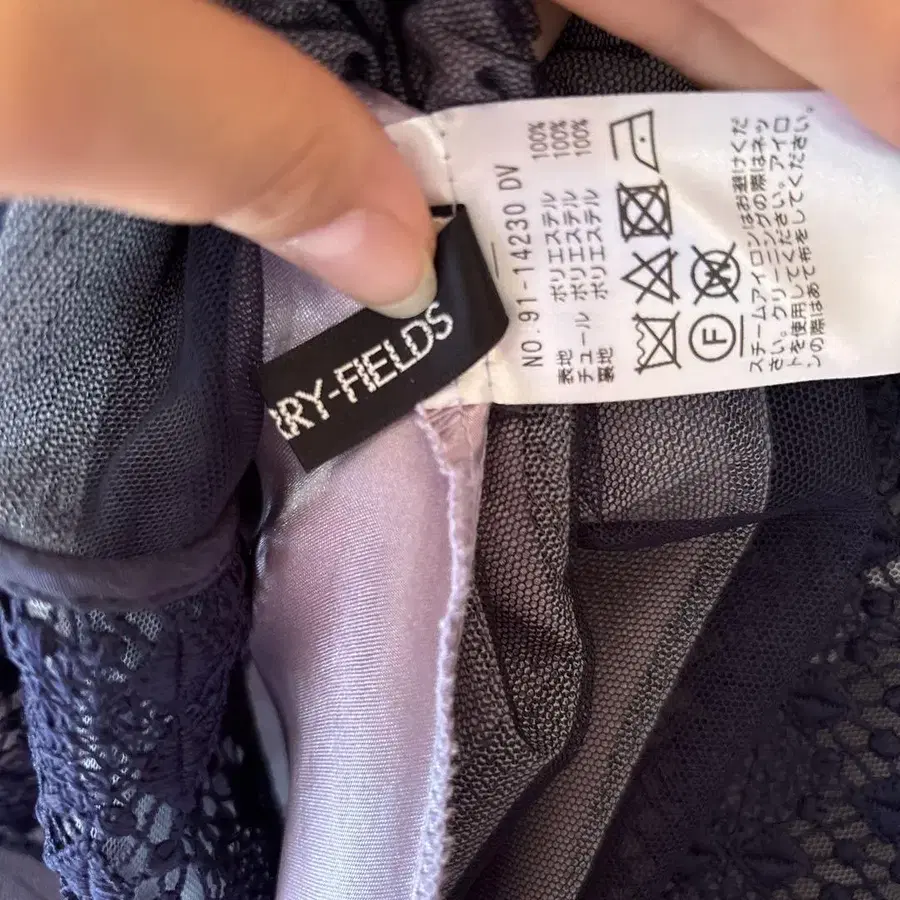 RRY-FIELDS
NO.91-14230 DV
表地 ポリエステル 100%
チュール ポリエステル 100%
裏地 ポリエステル 100%
F
W
スチームアイロンはお避けくだ
さい。クリーニングの際はネッ
トを使用してください。アイロ
ンの際はあて布をしてください。